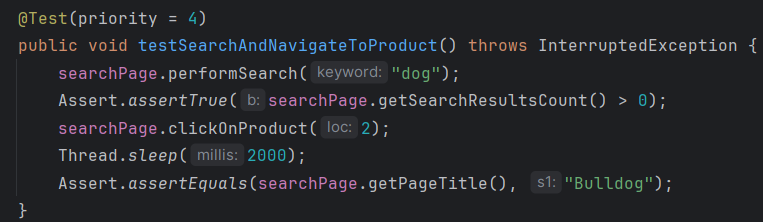 @Test(priority = 4)
public void testSearchAndNavigateToProduct() throws InterruptedException {
searchPage.performSearch( keyword: "dog");
Assert.assertTrue( b: searchPage.getSearchResultsCount() > 0);
searchPage.clickOnProduct( loc: 2);
Thread.sleep( millis: 2000);
Assert.assertEquals(searchPage.getPageTitle(), s1: "Bulldog");
}